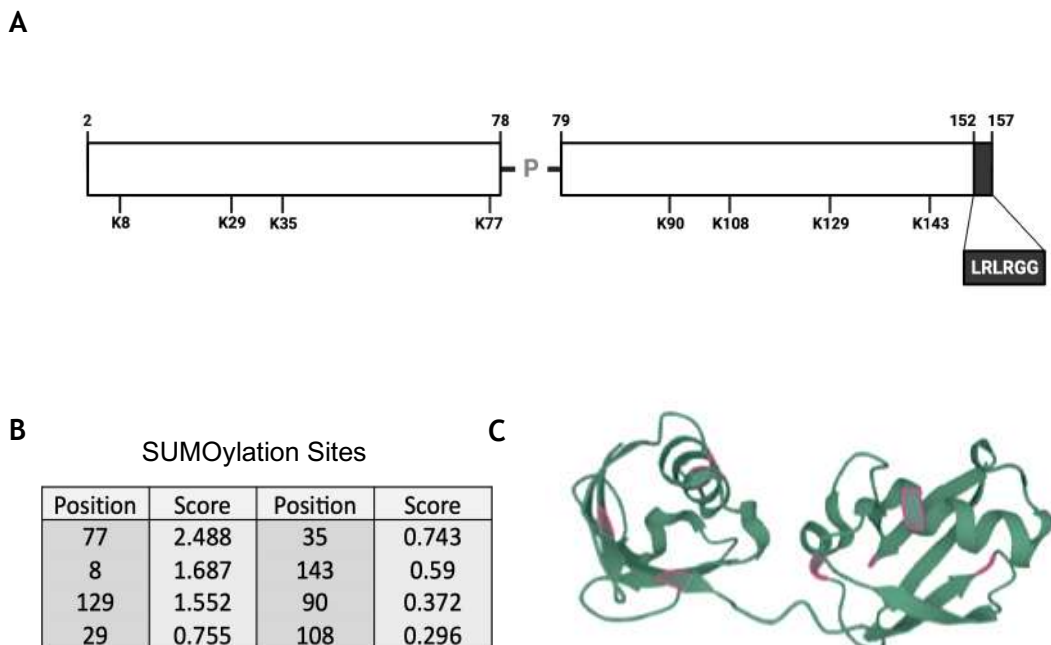 A
2 78 79 152 157
P
K8 K29 K35 K77 K90 K108 K129 K143
LRLRGG
B
SUMOylation Sites
Position Score Position Score
77 2.488 35 0.743
8 1.687 143 0.59
129 1.552 90 0.372
29 0.755 108 0.296
C